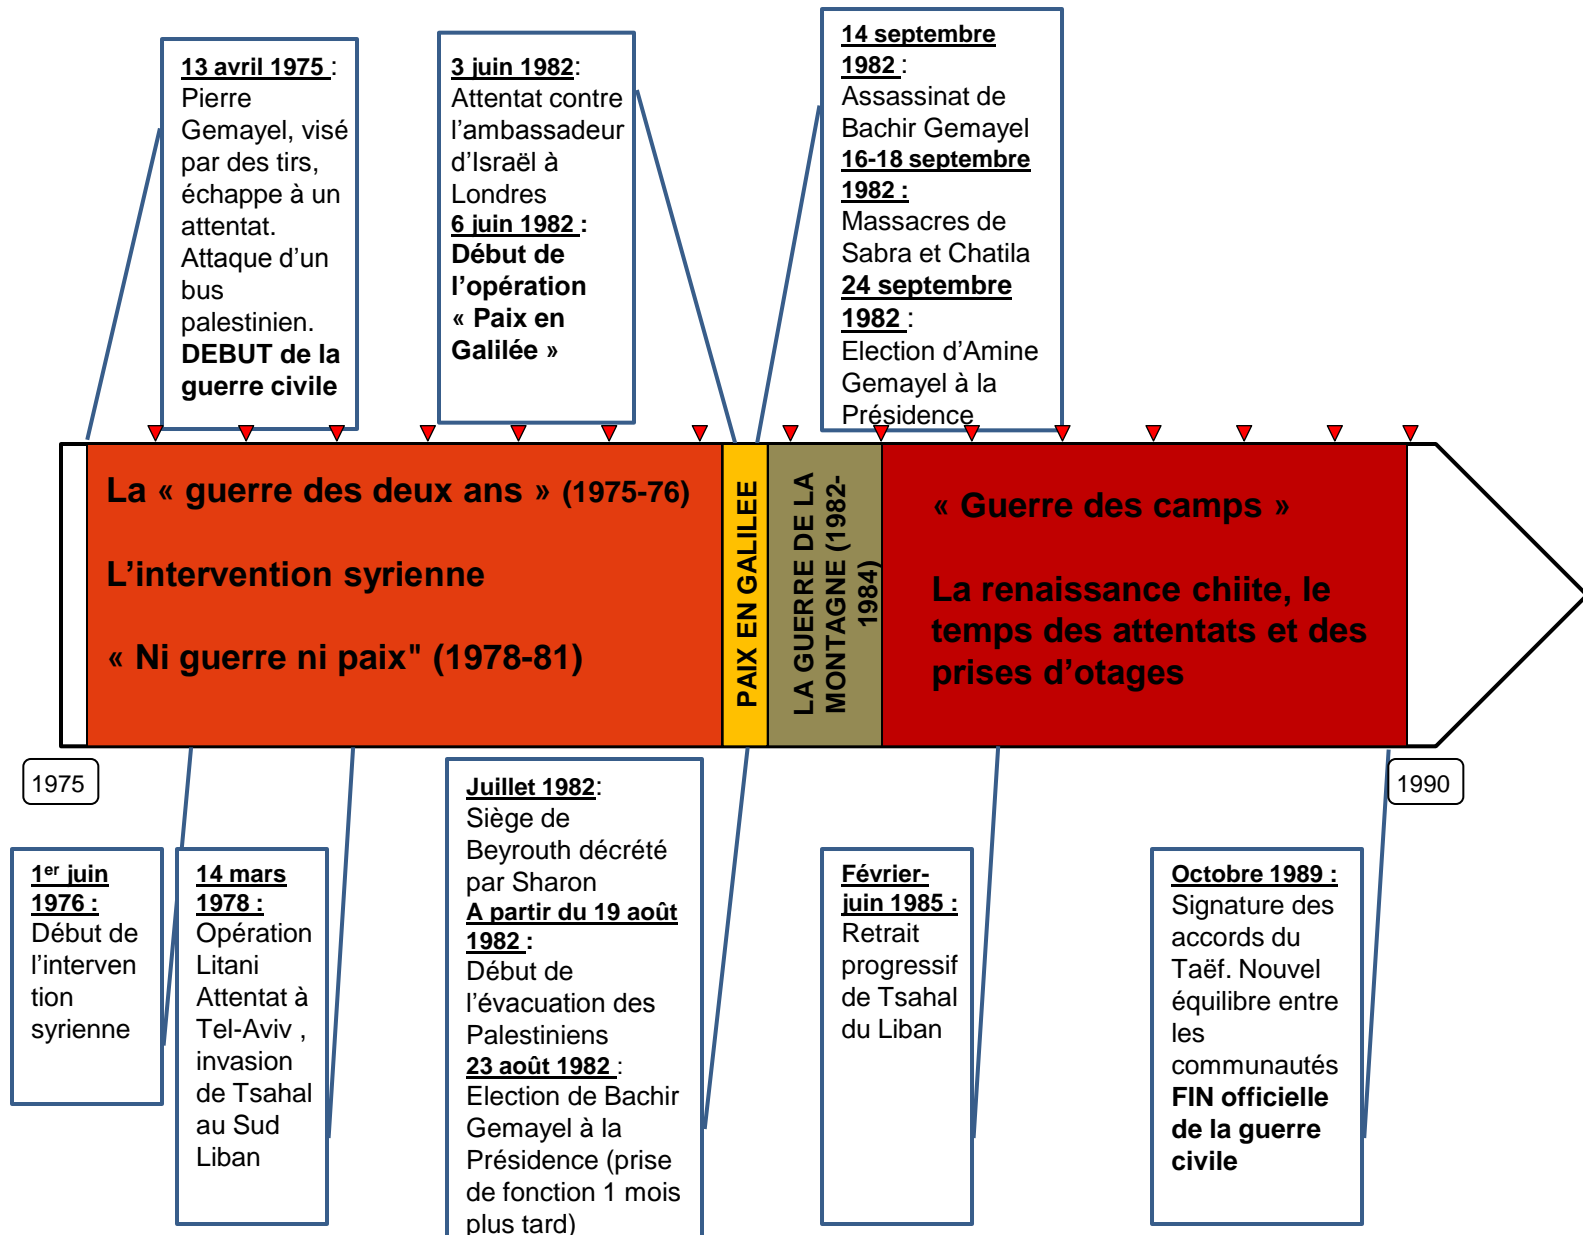 13 avril 1975 :
Pierre
Gemayel, visé
par des tirs,
échappe à un
attentat.
Attaque d’un
bus
palestinien.
DEBUT de la
guerre civile
3 juin 1982:
Attentat contre
l’ambassadeur
d’Israël à
Londres
6 juin 1982 :
Début de
l’opération
« Paix en
Galilée »
14 septembre
1982 :
Assassinat de
Bachir Gemayel
16-18 septembre
1982 :
Massacres de
Sabra et Chatila
24 septembre
1982 :
Election d’Amine
Gemayel à la
Présidence
La « guerre des deux ans » (1975-76)
L’intervention syrienne
« Ni guerre ni paix" (1978-81)
PAIX EN GALILEE
LA GUERRE DE LA
MONTAGNE (1982-
1984)
« Guerre des camps »
La renaissance chiite, le
temps des attentats et des
prises d’otages
1975
1990
1er juin
1976 :
Début de
l’interven
tion
syrienne
14 mars
1978 :
Opération
Litani
Attentat à
Tel-Aviv ,
invasion
de Tsahal
au Sud
Liban
Juillet 1982:
Siège de
Beyrouth décrété
par Sharon
A partir du 19 août
1982 :
Début de
l’évacuation des
Palestiniens
23 août 1982 :
Election de Bachir
Gemayel à la
Présidence (prise
de fonction 1 mois
plus tard)
Février-
juin 1985 :
Retrait
progressif
de Tsahal
du Liban
Octobre 1989 :
Signature des
accords du
Taëf. Nouvel
équilibre entre
les
communautés
FIN officielle
de la guerre
civile